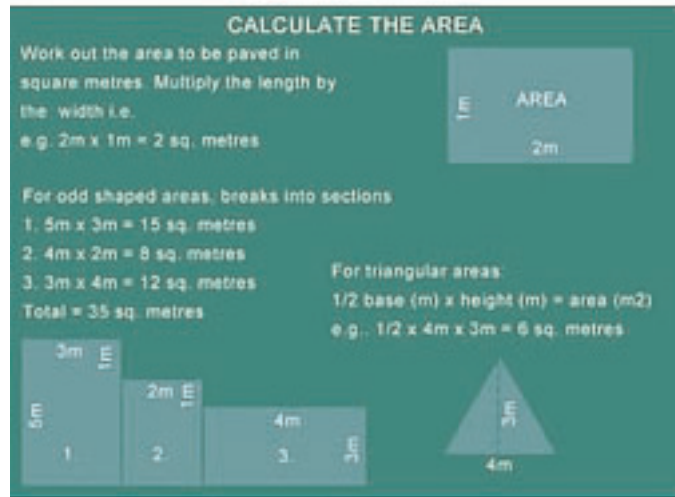 CALCULATE THE AREA
Work out the area to be paved in
square metres. Multiply the length by
the width i.e.
e.g. 2m x 1m = 2 sq. metres
1m
AREA
2m
For odd shaped areas, breaks into sections
1. 5m x 3m = 15 sq. metres
2. 4m x 2m = 8 sq. metres
3. 3m x 4m = 12 sq. metres
Total = 35 sq. metres
For triangular areas:
1/2 base (m) x height (m) = area (m2)
e.g.. 1/2 x 4m x 3m = 6 sq. metres
3m
1m
5m
1
2m
1m
2.
4m
3m
3.
3m
4m